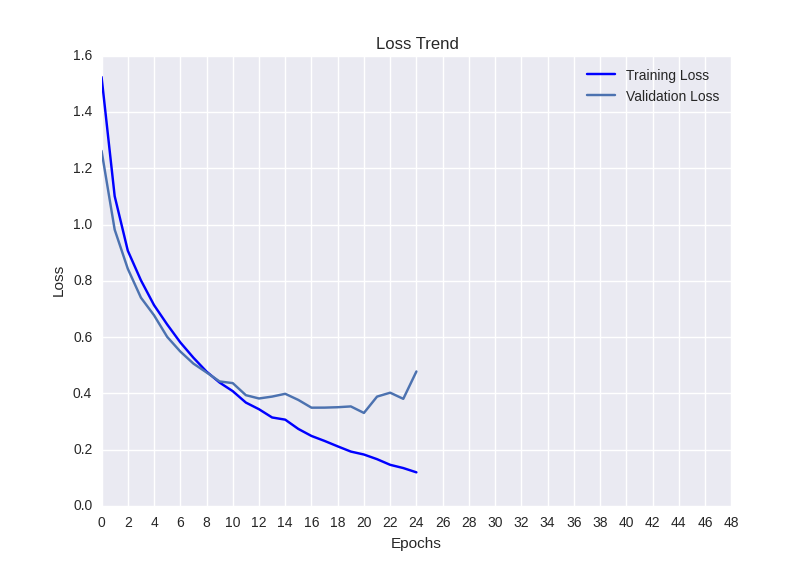 Loss Trend
1.6
1.4
1.2
1.0
0.8
0.6
0.4
0.2
0.0
Loss
Training Loss
Validation Loss
0 2 4 6 8 10 12 14 16 18 20 22 24 26 28 30 32 34 36 38 40 42 44 46 48
Epochs